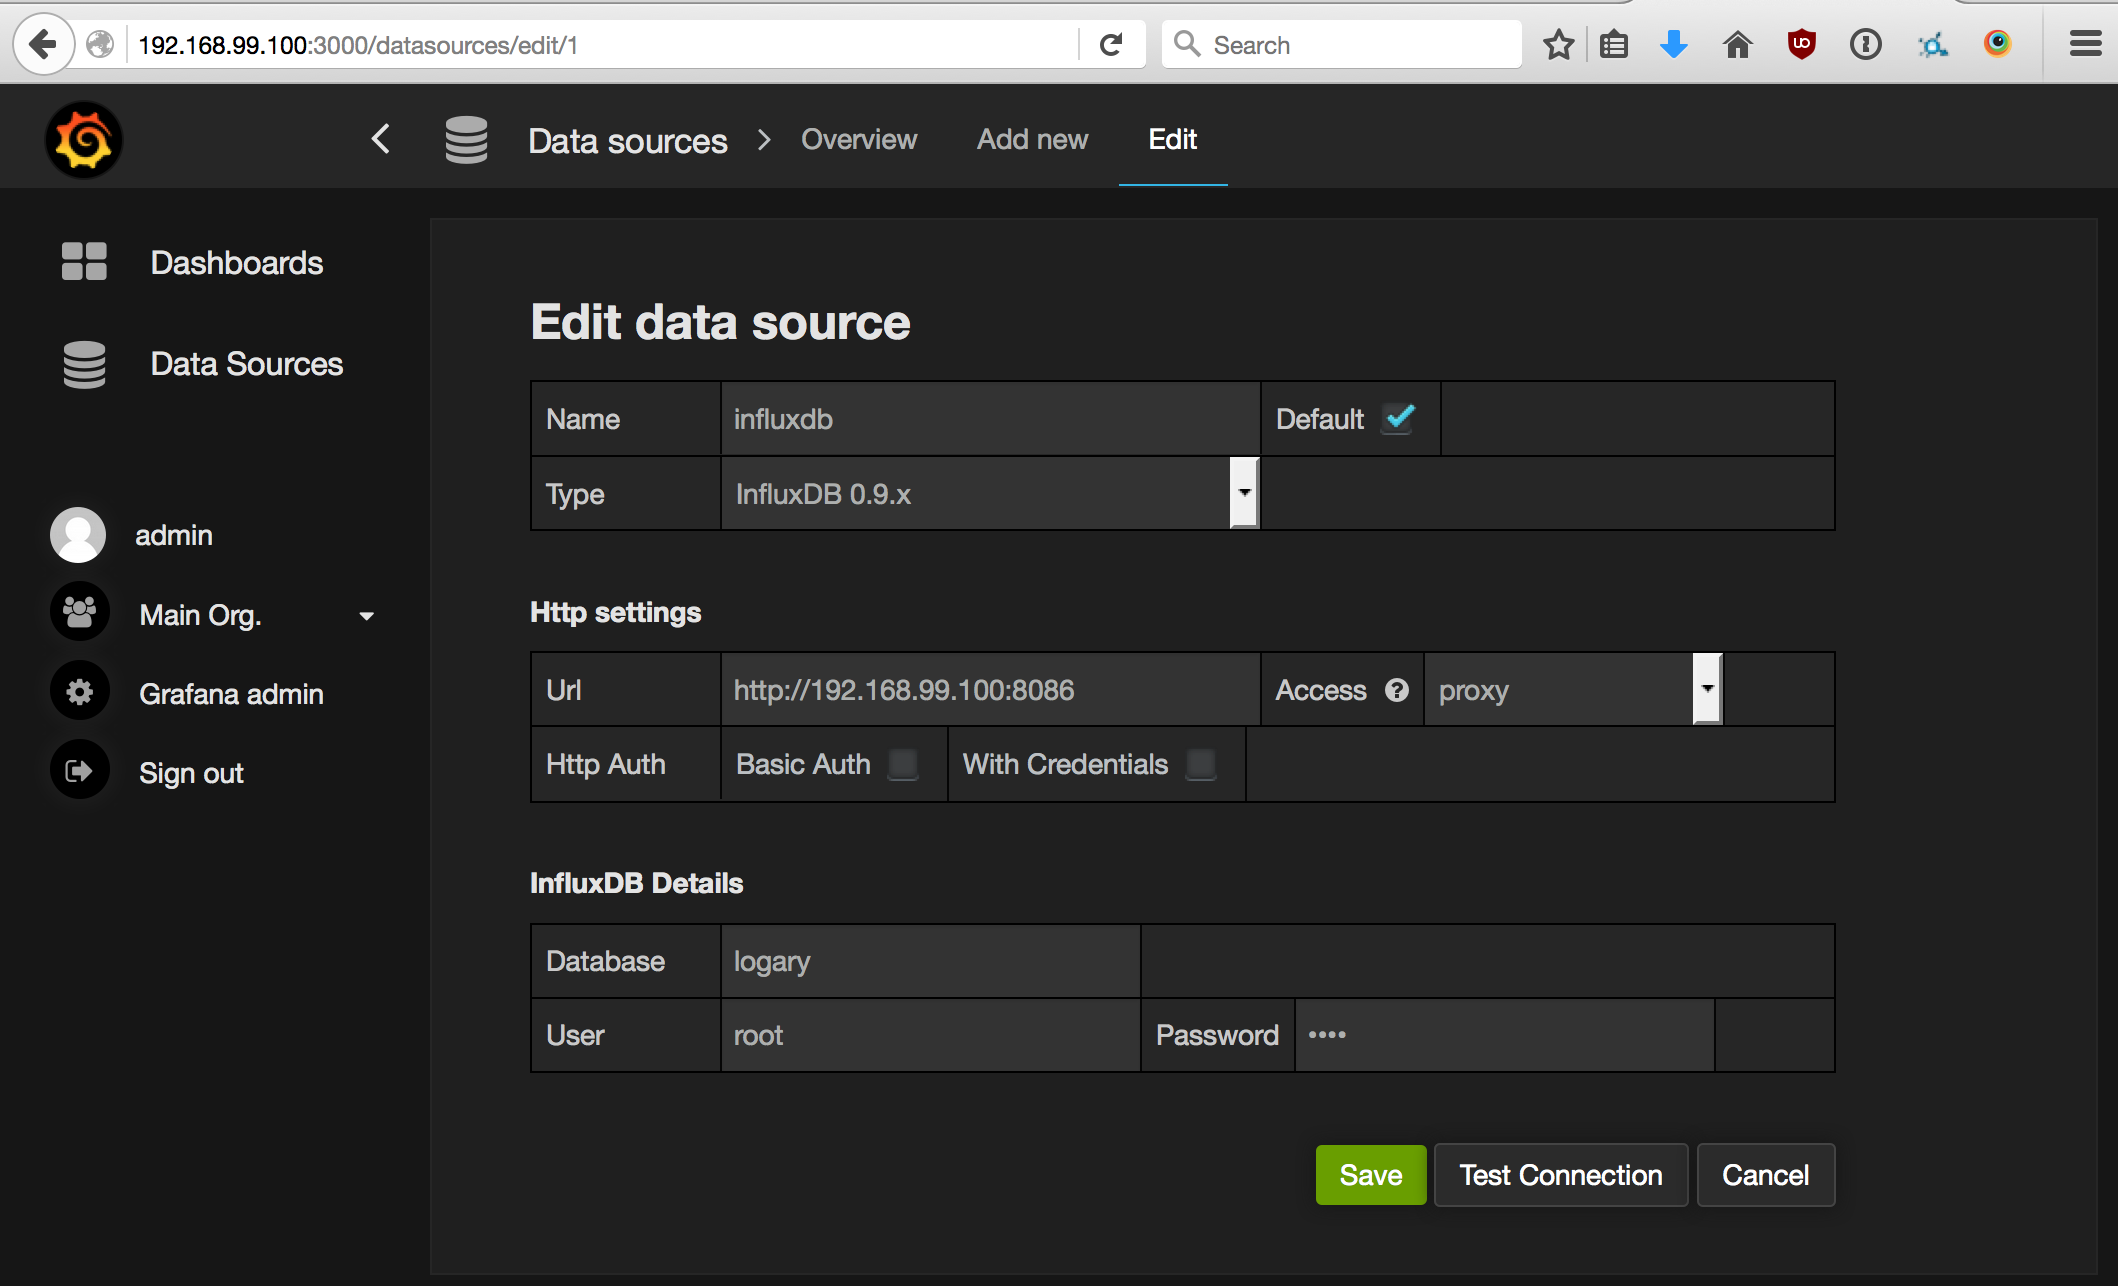 192.168.99.100:3000/datasources/edit/1
Search
Data sources
Overview
Add new
Edit
Dashboards
Data Sources
admin
Main Org.
Grafana admin
Sign out
Edit data source
Name influxdb Default
Type InfluxDB 0.9.x
Http settings
Url http://192.168.99.100:8086 Access ? proxy
Http Auth Basic Auth With Credentials
InfluxDB Details
Database logary
User root Password ••••
Save Test Connection Cancel